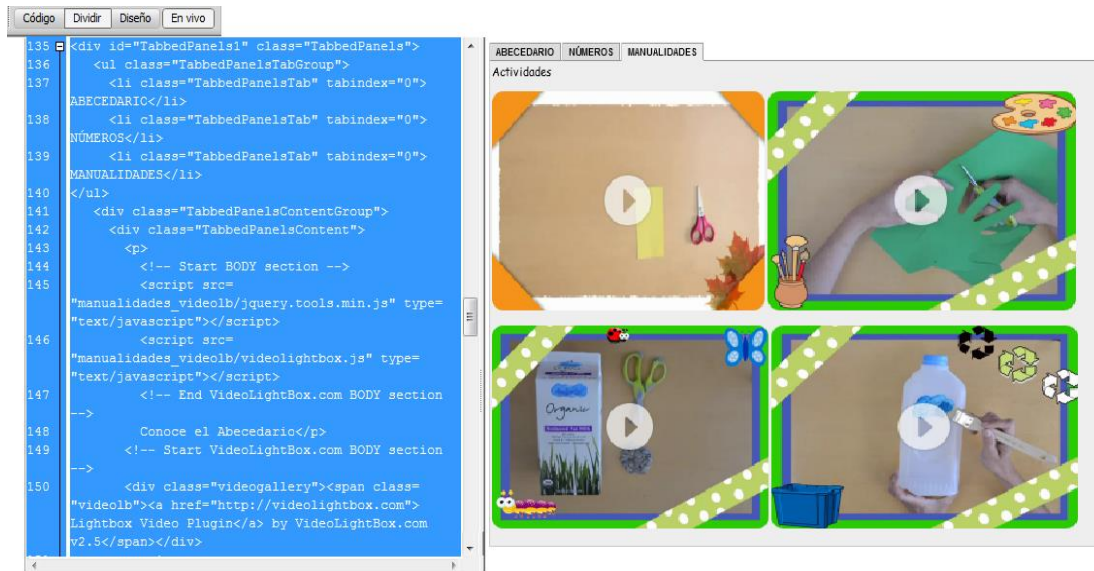 Código Dividir Diseño En vivo
135 <div id="TabbedPanels1" class="TabbedPanels">
136 <ul class="TabbedPanelsTabGroup">
137 <li class="TabbedPanelsTab" tabindex="0">
ABECEDARIC</li>
138 <li class="TabbedPanelsTab" tabindex="0">
NÚMEROS</li>
139 <li class="TabbedPanelsTab" tabindex="0">
MANUALIDADES</li>
140 </ul>
141 <div class="TabbedPanelsContentGroup">
142 <div class="TabbedPanelsContent">
143 <p>
144 <!-- Start BODY section -->
145 <script src=
"manualidades_videolb/jquery.tools.min.js" type=
"text/javascript"></script>
146 <script src=
"manualidades_videolb/videolightbox.js" type=
"text/javascript"></script>
147 <!-- End VideoLightBox.com BODY section
-->
148 Conoce el Abecedario</p>
149 <!-- Start VideoLightBox.com BODY section
-->
150 <div class="videogallery"><span class=
"videolb"><a href="http://videolightbox.com">
Lightbox Video Plugin</a> by VideoLightBox.com
v2.5</span></div>
ABECEDARIO NÚMEROS MANUALIDADES
Actividades
Organic